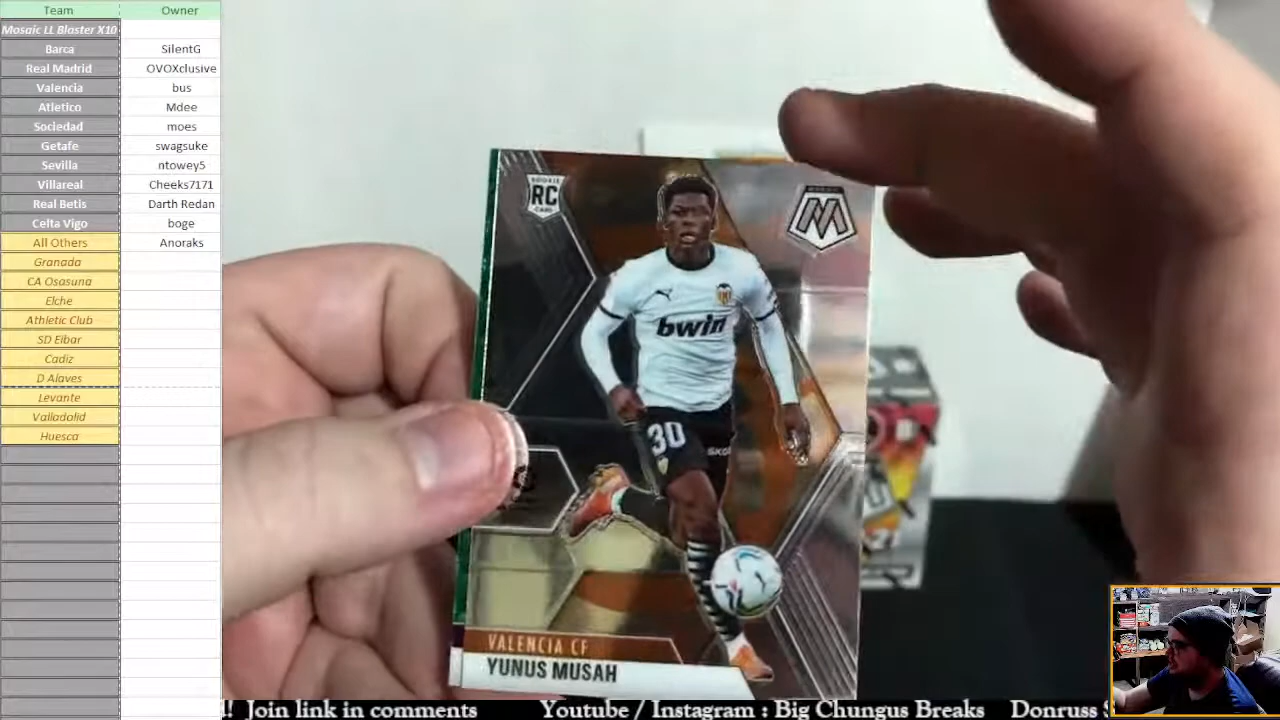 Team Owner
Mosaic LL Blaster X10
Barca SilentG
Real Madrid OVOXclusive
Valencia bus
Atletico Mdee
Sociedad moes
Getafe swagsuke
Sevilla ntowey5
Villareal Cheeks7171
Real Betis Darth Redan
Celta Vigo boge
All Others Anoraks
Granada
CA Osasuna
Elche
Athletic Club
SD Eibar
Cadiz
D Alaves
Levante
Valladolid
Huesca
ROOKIE
RC
CARD
MOSAIC
bwin
30
SKO
VALENCIA CF
YUNUS MUSAH
!! Join link in comments Youtube / Instagram : Big Chungus Breaks Donruss S